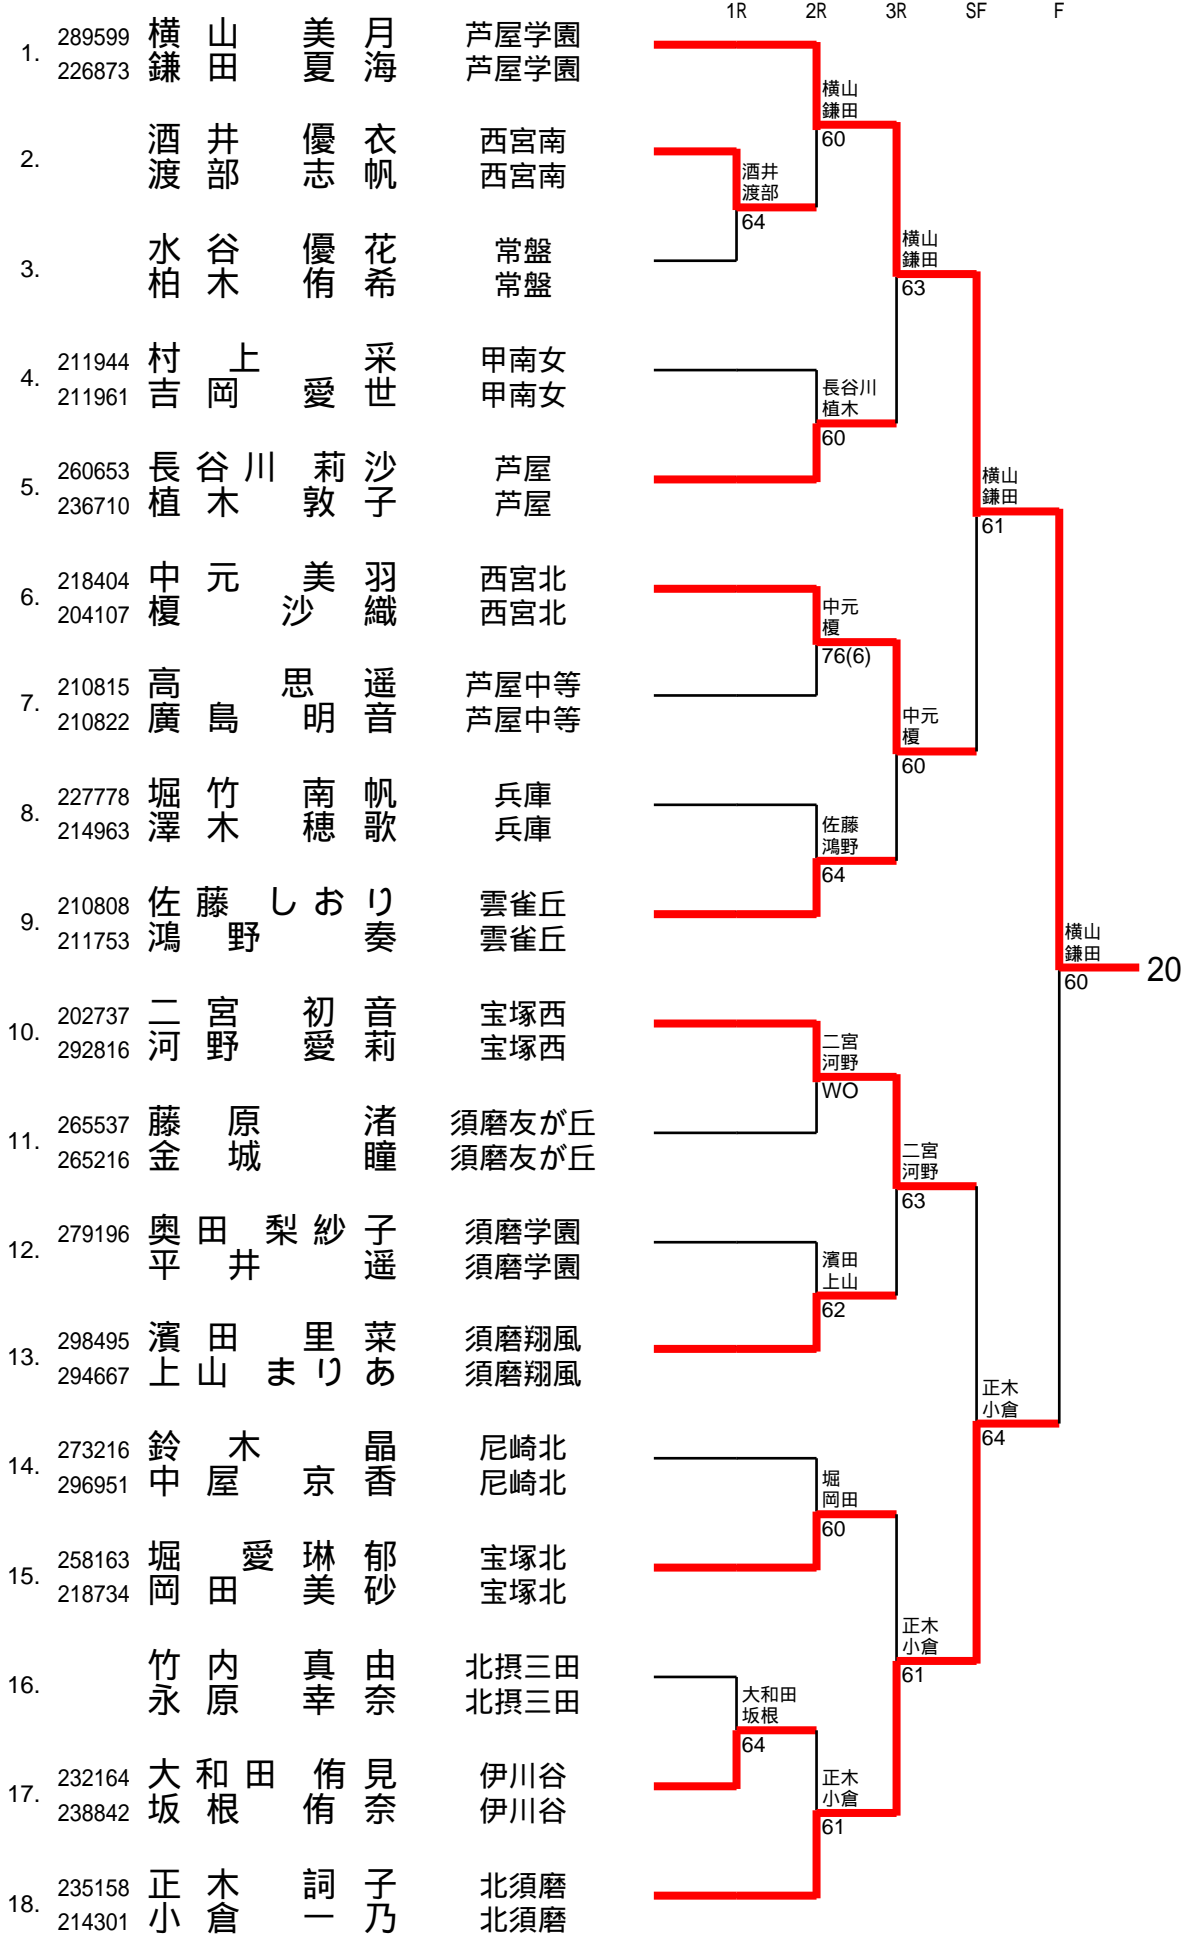 1R 2R 3R SF F
1. 289599 横山 美月 芦屋学園
226873 鎌田 夏海 芦屋学園
横山
鎌田
60
2. 酒井 優衣 西宮南
渡部 志帆 西宮南
酒井
渡部
64
3. 水谷 優花 常盤
柏木 侑希 常盤
横山
鎌田
63
4. 211944 村上 采 甲南女
211961 吉岡 愛世 甲南女
長谷川
植木
60
5. 260653 長谷川 莉沙 芦屋
236710 植木 敦子 芦屋
横山
鎌田
61
6. 218404 中元 美羽 西宮北
204107 榎 沙織 西宮北
中元
榎
76(6)
7. 210815 高 思遥 芦屋中等
210822 廣島 明音 芦屋中等
中元
榎
60
8. 227778 堀竹 南帆 兵庫
214963 澤木 穂歌 兵庫
佐藤
鴻野
64
9. 210808 佐藤 しおり 雲雀丘
211753 鴻野 奏 雲雀丘
横山
鎌田
60
20
10. 202737 二宮 初音 宝塚西
292816 河野 愛莉 宝塚西
二宮
河野
WO
11. 265537 藤原 渚 須磨友が丘
265216 金城 瞳 須磨友が丘
二宮
河野
63
12. 279196 奥田 梨紗子 須磨学園
平井 遥 須磨学園
濱田
上山
62
13. 298495 濱田 里菜 須磨翔風
294667 上山 まりあ 須磨翔風
正木
小倉
64
14. 273216 鈴木 晶 尼崎北
296951 中屋 京香 尼崎北
堀
岡田
60
15. 258163 堀 愛琳郁 宝塚北
218734 岡田 美砂 宝塚北
正木
小倉
61
16. 竹内 真由 北摂三田
永原 幸奈 北摂三田
大和田
坂根
64
17. 232164 大和田 侑見 伊川谷
238842 坂根 侑奈 伊川谷
正木
小倉
61
18. 235158 正木 詞子 北須磨
214301 小倉 一乃 北須磨